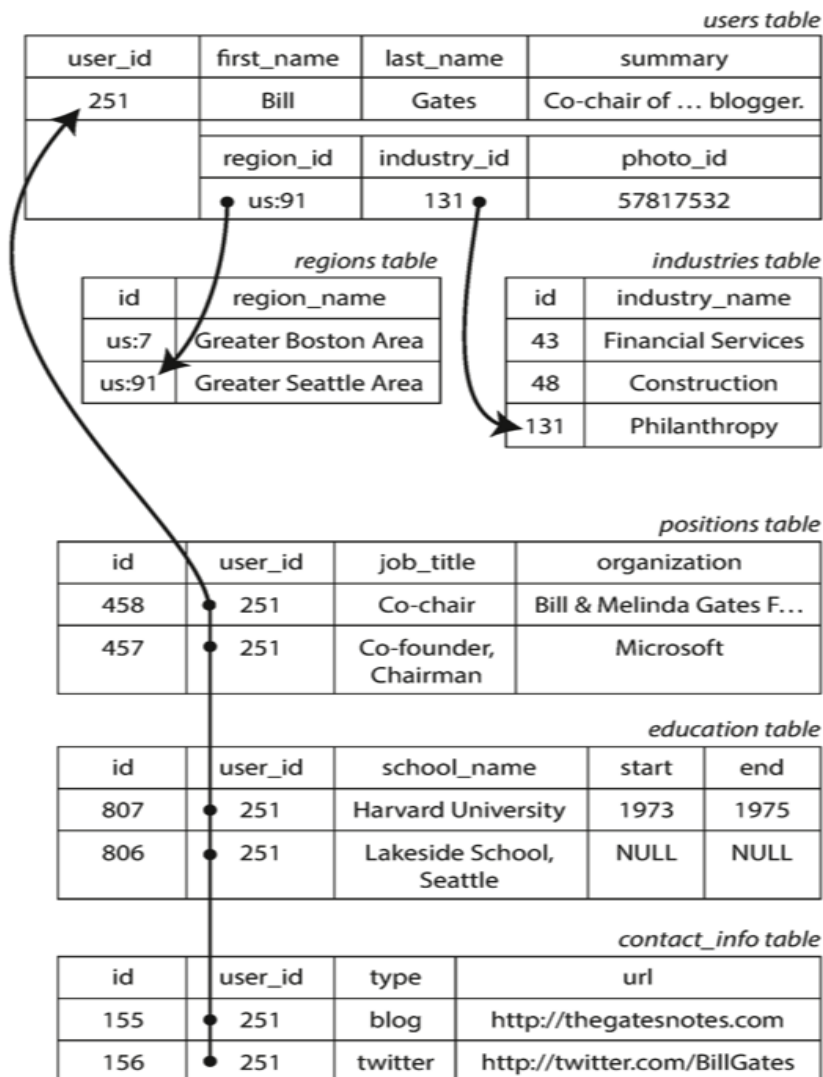 users table
user_id first_name last_name summary
251 Bill Gates Co-chair of … blogger.
region_id industry_id photo_id
us:91 131 57817532
regions table
id region_name
us:7 Greater Boston Area
us:91 Greater Seattle Area
industries table
id industry_name
43 Financial Services
48 Construction
131 Philanthropy
positions table
id user_id job_title organization
458 251 Co-chair Bill & Melinda Gates F…
457 251 Co-founder, Microsoft
Chairman
education table
id user_id school_name start end
807 251 Harvard University 1973 1975
806 251 Lakeside School, NULL NULL
Seattle
contact_info table
id user_id type url
155 251 blog http://thegatesnotes.com
156 251 twitter http://twitter.com/BillGates